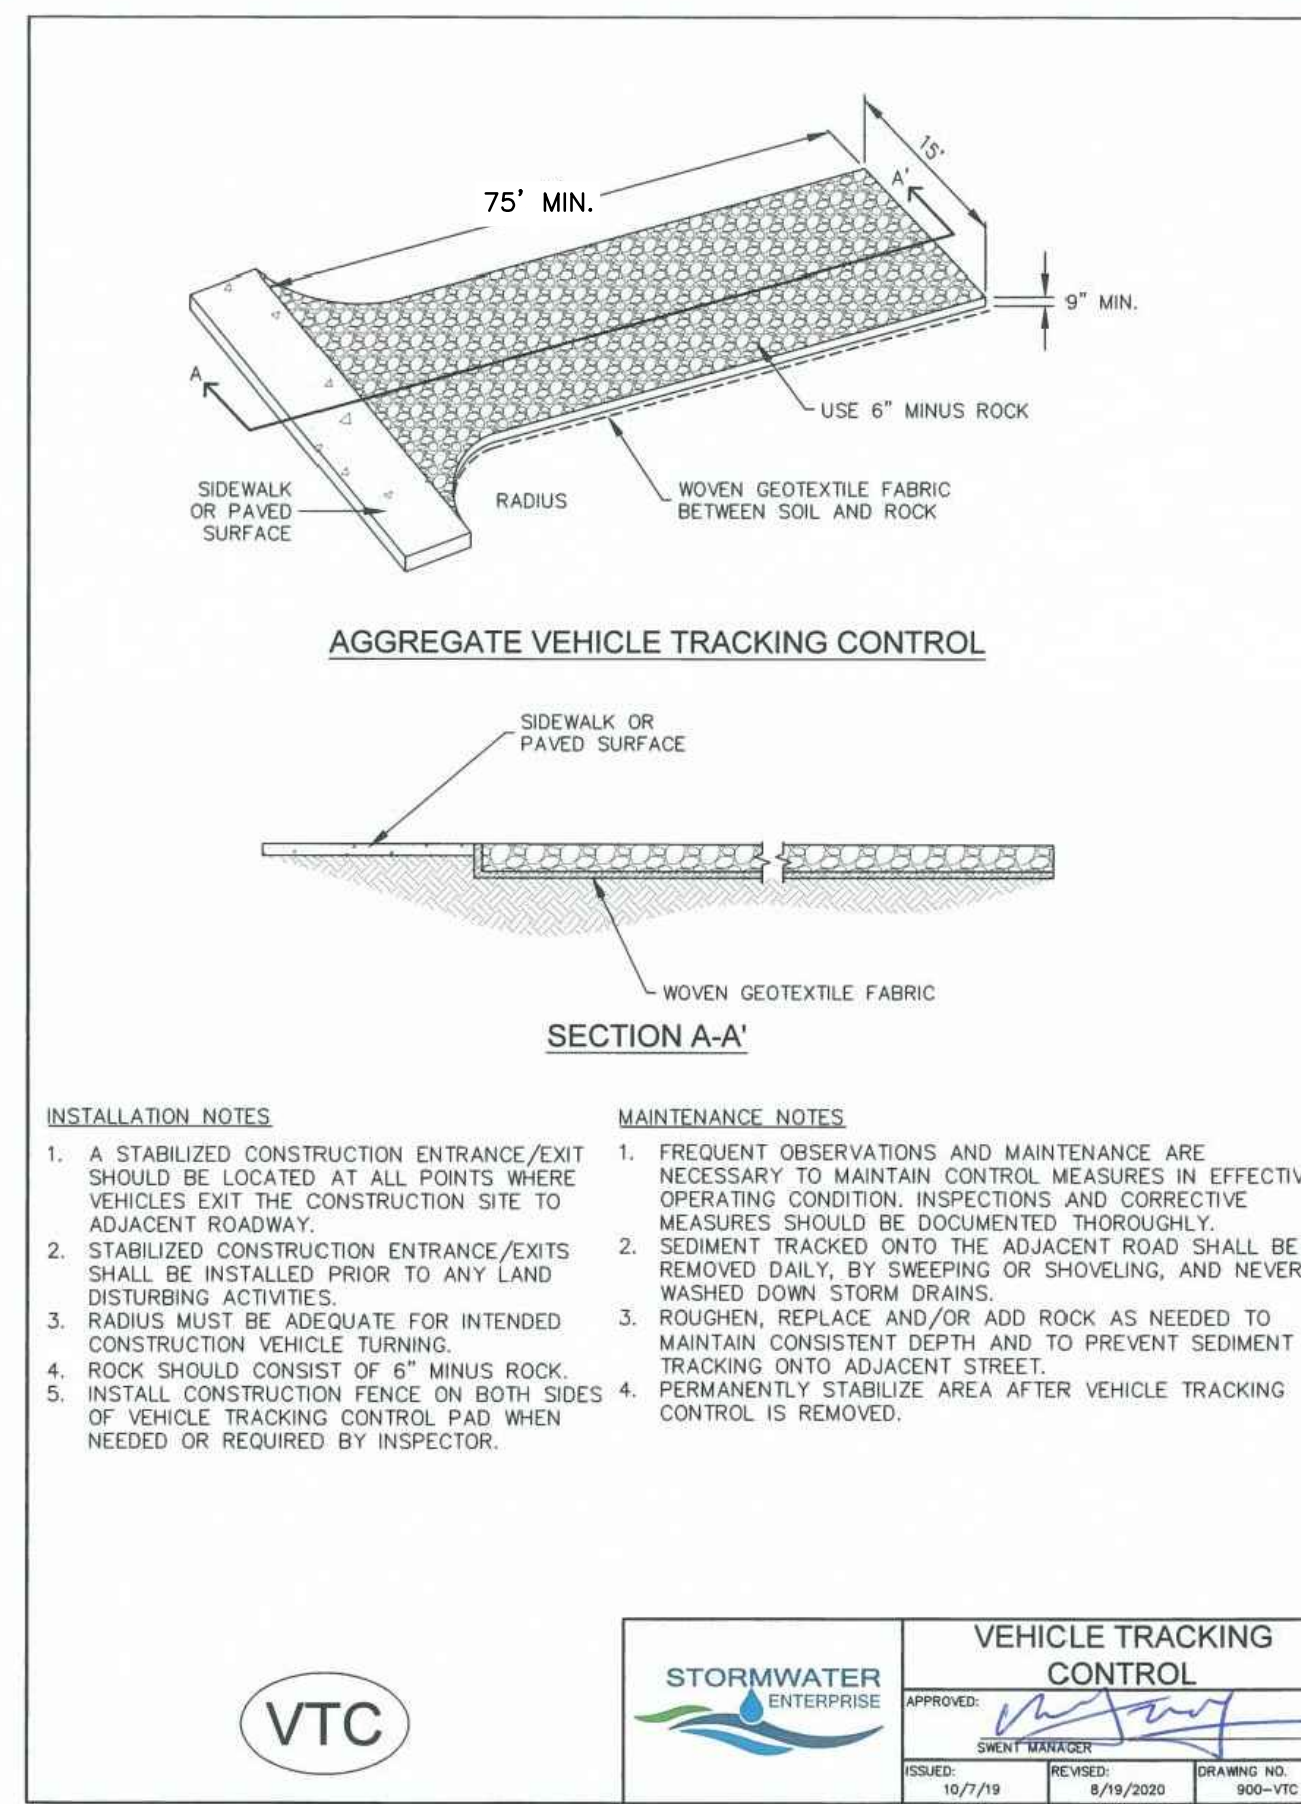 15'
75' MIN.
A'
9" MIN.
A
USE 6" MINUS ROCK
SIDEWALK
OR PAVED
SURFACE
RADIUS
WOVEN GEOTEXTILE FABRIC
BETWEEN SOIL AND ROCK
AGGREGATE VEHICLE TRACKING CONTROL
SIDEWALK OR
PAVED SURFACE
WOVEN GEOTEXTILE FABRIC
SECTION A-A'
INSTALLATION NOTES
1. A STABILIZED CONSTRUCTION ENTRANCE/EXIT
SHOULD BE LOCATED AT ALL POINTS WHERE
VEHICLES EXIT THE CONSTRUCTION SITE TO
ADJACENT ROADWAY.
2. STABILIZED CONSTRUCTION ENTRANCE/EXITS
SHALL BE INSTALLED PRIOR TO ANY LAND
DISTURBING ACTIVITIES.
3. RADIUS MUST BE ADEQUATE FOR INTENDED
CONSTRUCTION VEHICLE TURNING.
4. ROCK SHOULD CONSIST OF 6" MINUS ROCK.
5. INSTALL CONSTRUCTION FENCE ON BOTH SIDES
OF VEHICLE TRACKING CONTROL PAD WHEN
NEEDED OR REQUIRED BY INSPECTOR.
MAINTENANCE NOTES
1. FREQUENT OBSERVATIONS AND MAINTENANCE ARE
NECESSARY TO MAINTAIN CONTROL MEASURES IN EFFECTIV
OPERATING CONDITION. INSPECTIONS AND CORRECTIVE
MEASURES SHOULD BE DOCUMENTED THOROUGHLY.
2. SEDIMENT TRACKED ONTO THE ADJACENT ROAD SHALL BE
REMOVED DAILY, BY SWEEPING OR SHOVELING, AND NEVER
WASHED DOWN STORM DRAINS.
3. ROUGHEN, REPLACE AND/OR ADD ROCK AS NEEDED TO
MAINTAIN CONSISTENT DEPTH AND TO PREVENT SEDIMENT
TRACKING ONTO ADJACENT STREET.
4. PERMANENTLY STABILIZE AREA AFTER VEHICLE TRACKING
CONTROL IS REMOVED.
VTC
STORMWATER
ENTERPRISE
VEHICLE TRACKING
CONTROL
APPROVED:
SWENT MANAGER
ISSUED:
10/7/19
REVISED:
8/19/2020
DRAWING NO.
900-VTC